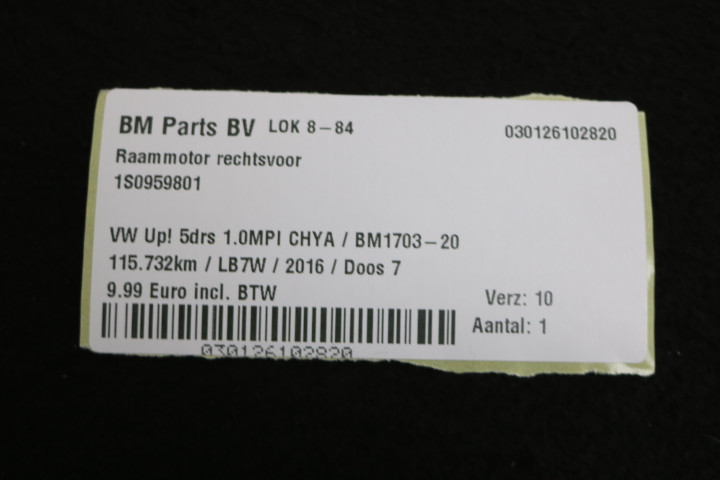 BM Parts BV LOK 8-84 030126102820
Raammotor rechtsvoor
1S0959801
VW Up! 5drs 1.0MPI CHYA / BM1703-20
115.732km / LB7W / 2016 / Doos 7
9.99 Euro incl. BTW
Verz: 10
Aantal: 1
030126102820